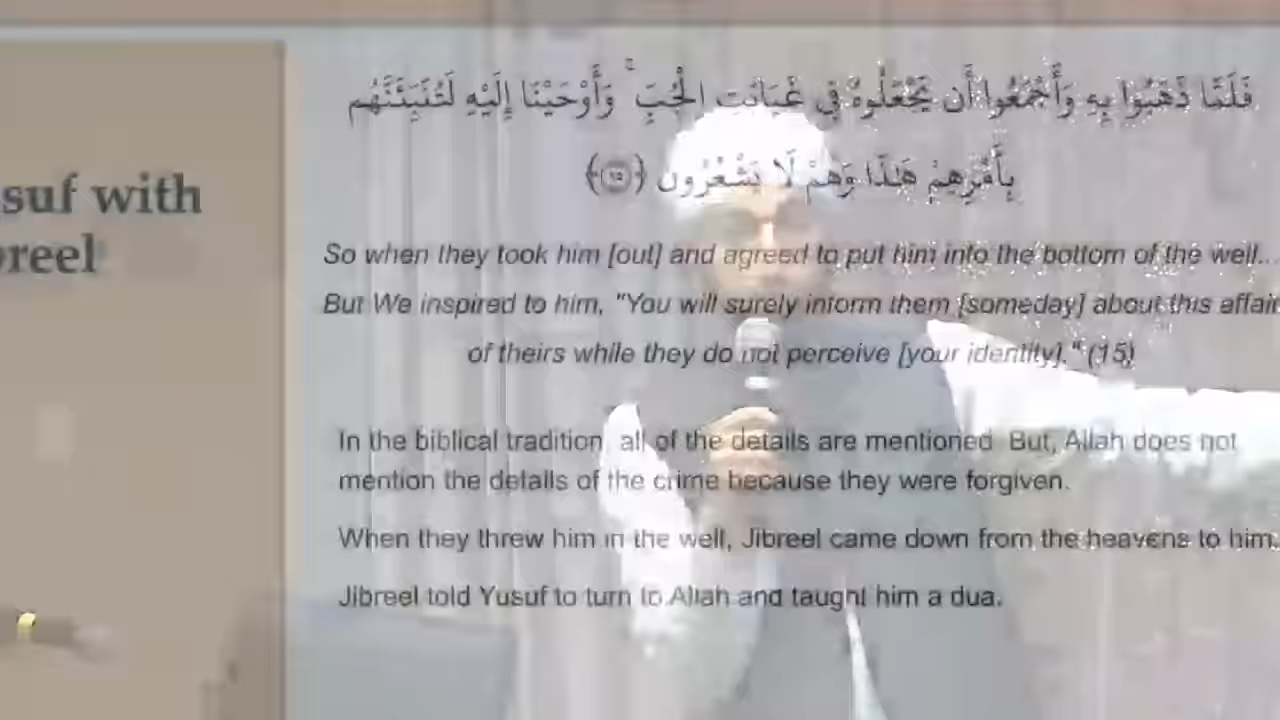 suf with
reel
فَلَمَّا ذَهَبُوا بِهِ وَأَجْمَعُوا أَن يَجْعَلُوهُ فِي غَيَابَتِ الْجُبِّ ۚ وَأَوْحَيْنَا إِلَيْهِ لَتُنَبِّئَنَّهُم
بِأَمْرِهِمْ هَٰذَا وَهُمْ لَا يَشْعُرُونَ ﴿١٥﴾
So when they took him [out] and agreed to put him into the bottom of the well...
But We inspired to him, "You will surely inform them [someday] about this affair
of theirs while they do not perceive [your identity]." (15)
In the biblical tradition, all of the details are mentioned. But, Allah does not
mention the details of the crime because they were forgiven.
When they threw him in the well, Jibreel came down from the heavens to him.
Jibreel told Yusuf to turn to Allah and taught him a dua.